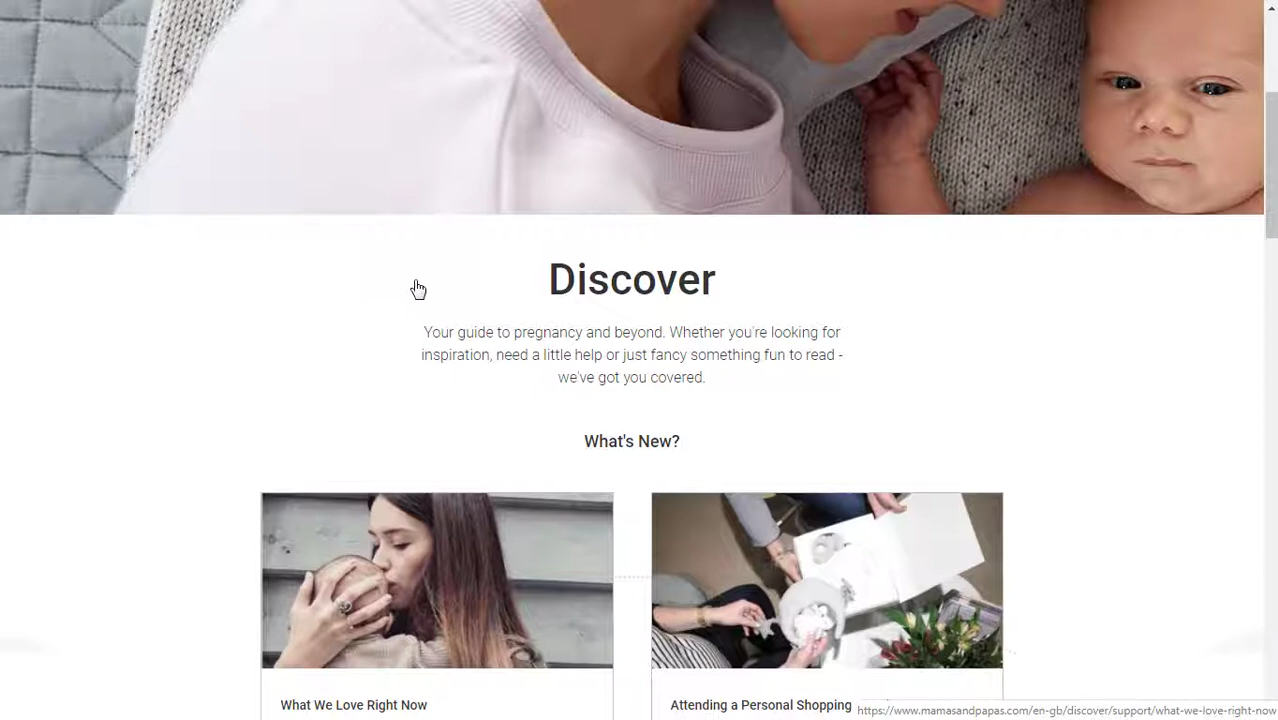 Discover
Your guide to pregnancy and beyond. Whether you're looking for
inspiration, need a little help or just fancy something fun to read -
we've got you covered.
What's New?
What We Love Right Now
Attending a Personal Shopping
https://www.mamasandpapas.com/en-gb/discover/support/what-we-love-right-now